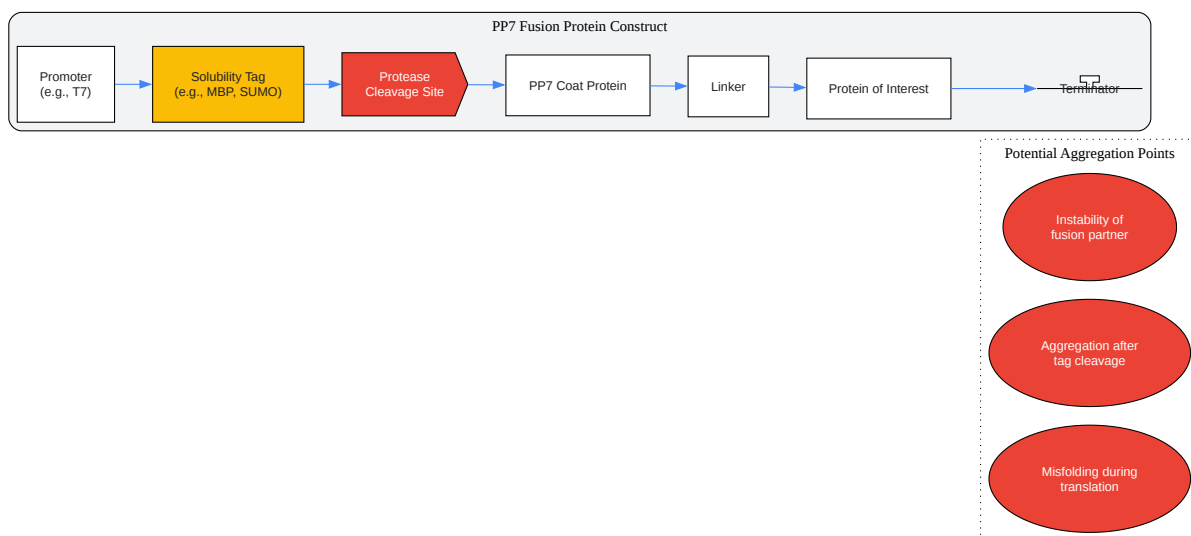 PP7 Fusion Protein Construct
Promoter
(e.g., T7)
Solubility Tag
(e.g., MBP, SUMO)
Protease
Cleavage Site
PP7 Coat Protein
Linker
Protein of Interest
Terminator
Potential Aggregation Points
Instability of
fusion partner
Aggregation after
tag cleavage
Misfolding during
translation